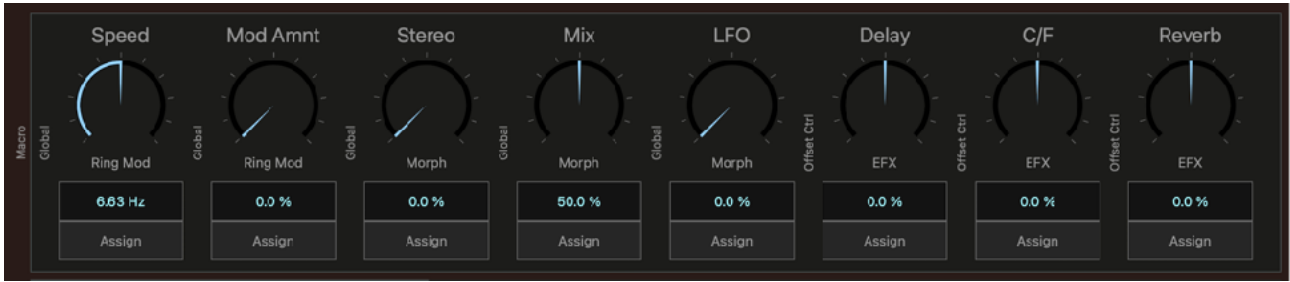 Speed Mod Amnt Stereo Mix LFO Delay C/F Reverb
Macro
Global Global Global Global Global Offset Ctrl Offset Ctrl Offset Ctrl
Ring Mod Ring Mod Morph Morph Morph EFX EFX EFX
6.63 Hz 0.0 % 0.0 % 50.0 % 0.0 % 0.0 % 0.0 % 0.0 %
Assign Assign Assign Assign Assign Assign Assign Assign